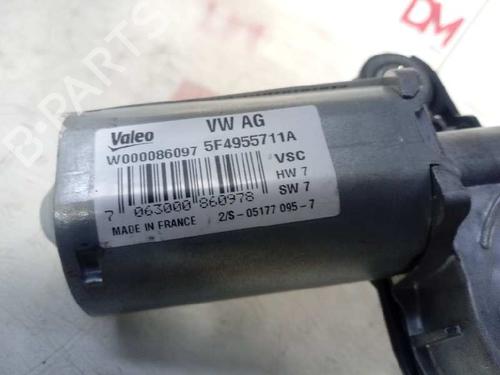 DM
Valeo VW AG
W000086097 5F4955711A
VSC
HW 7
SW 7
7 063000 860978
MADE IN FRANCE 2/S-05177 095-7